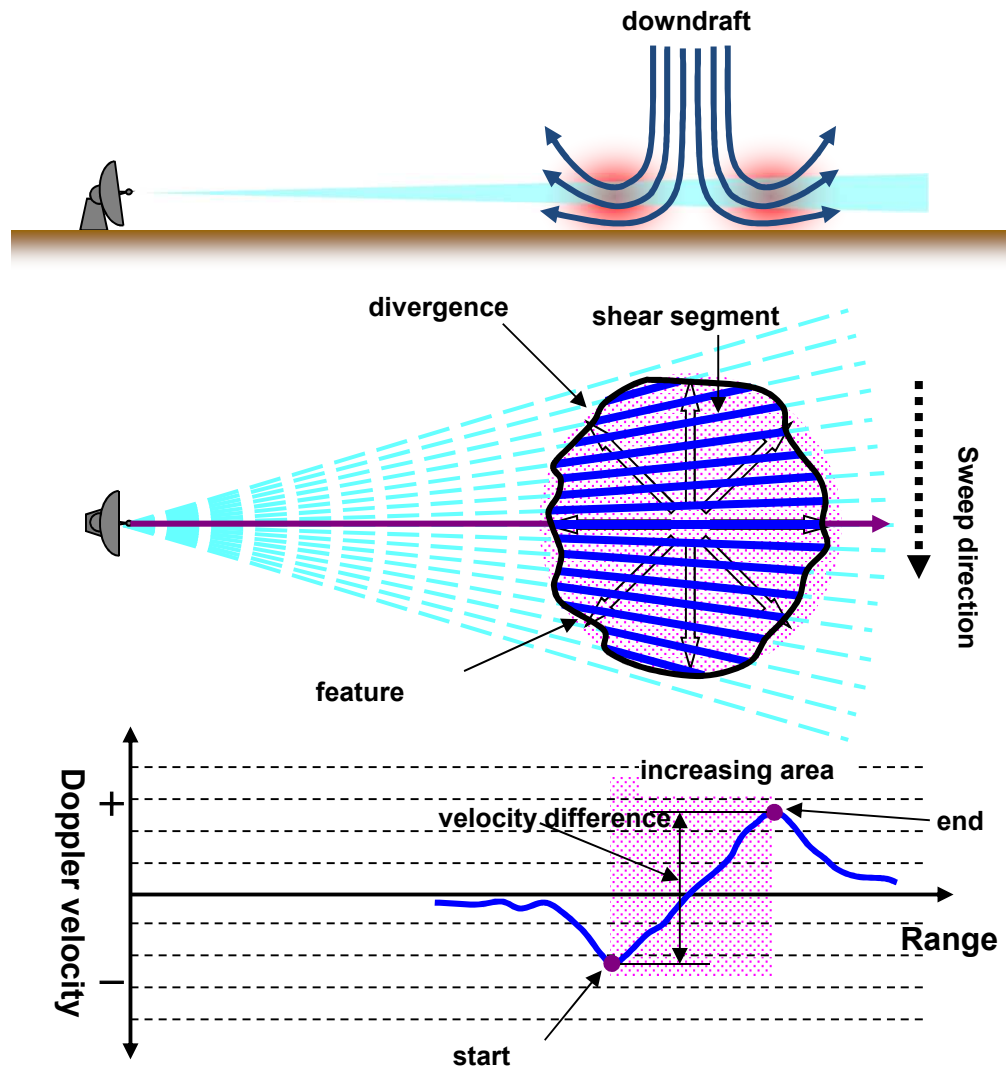 downdraft
divergence
shear segment
Sweep direction
feature
increasing area
Doppler velocity
+
velocity difference
end
Range
−
start